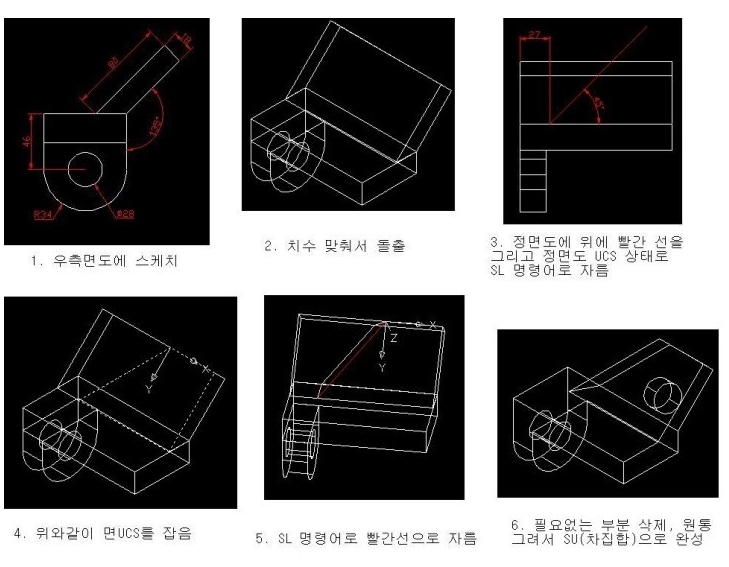 80
18
46
135°
R34
Ø28
1. 우측면도에 스케치
2. 치수 맞춰서 돌출
27
45°
3. 정면도에 위에 빨간 선을
그리고 정면도 UCS 상태로
SL 명령어로 자름
X
Y
4. 위와같이 면UCS를 잡음
X
Z
Y
5. SL 명령어로 빨간선으로 자름
6. 필요없는 부분 삭제, 원통
그려서 SU(차집합)으로 완성